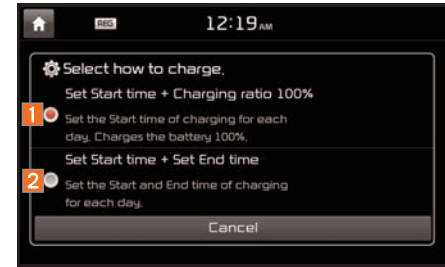 REG 12:19 AM
Select how to charge.
Set Start time + Charging ratio 100%
1
Set the Start time of charging for each
day. Charges the battery 100%.
Set Start time + Set End time
2
Set the Start and End time of charging
for each day.
Cancel